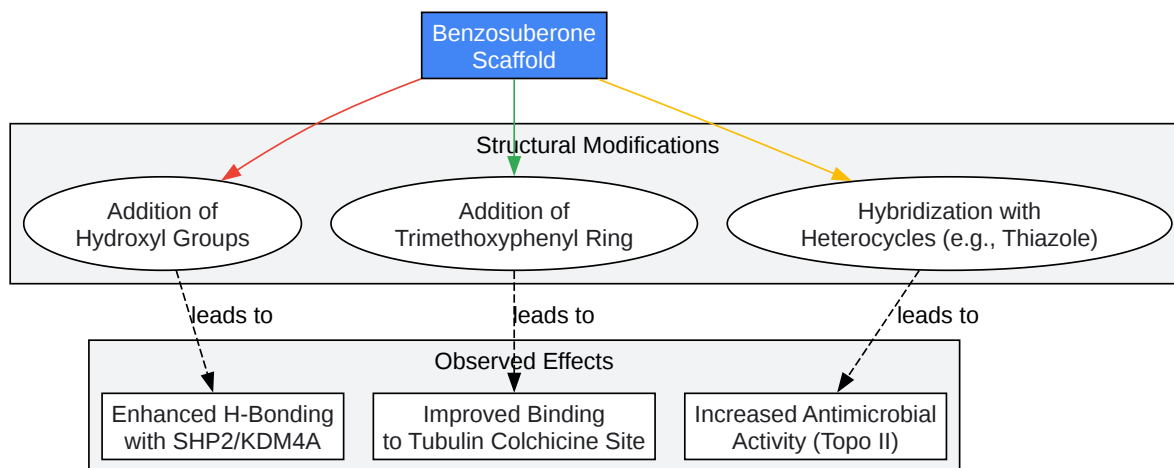 Benzosuberone
Scaffold
Structural Modifications
Addition of
Hydroxyl Groups
Addition of
Trimethoxyphenyl Ring
Hybridization with
Heterocycles (e.g., Thiazole)
leads to
leads to
leads to
Observed Effects
Enhanced H-Bonding
with SHP2/KDM4A
Improved Binding
to Tubulin Colchicine Site
Increased Antimicrobial
Activity (Topo II)